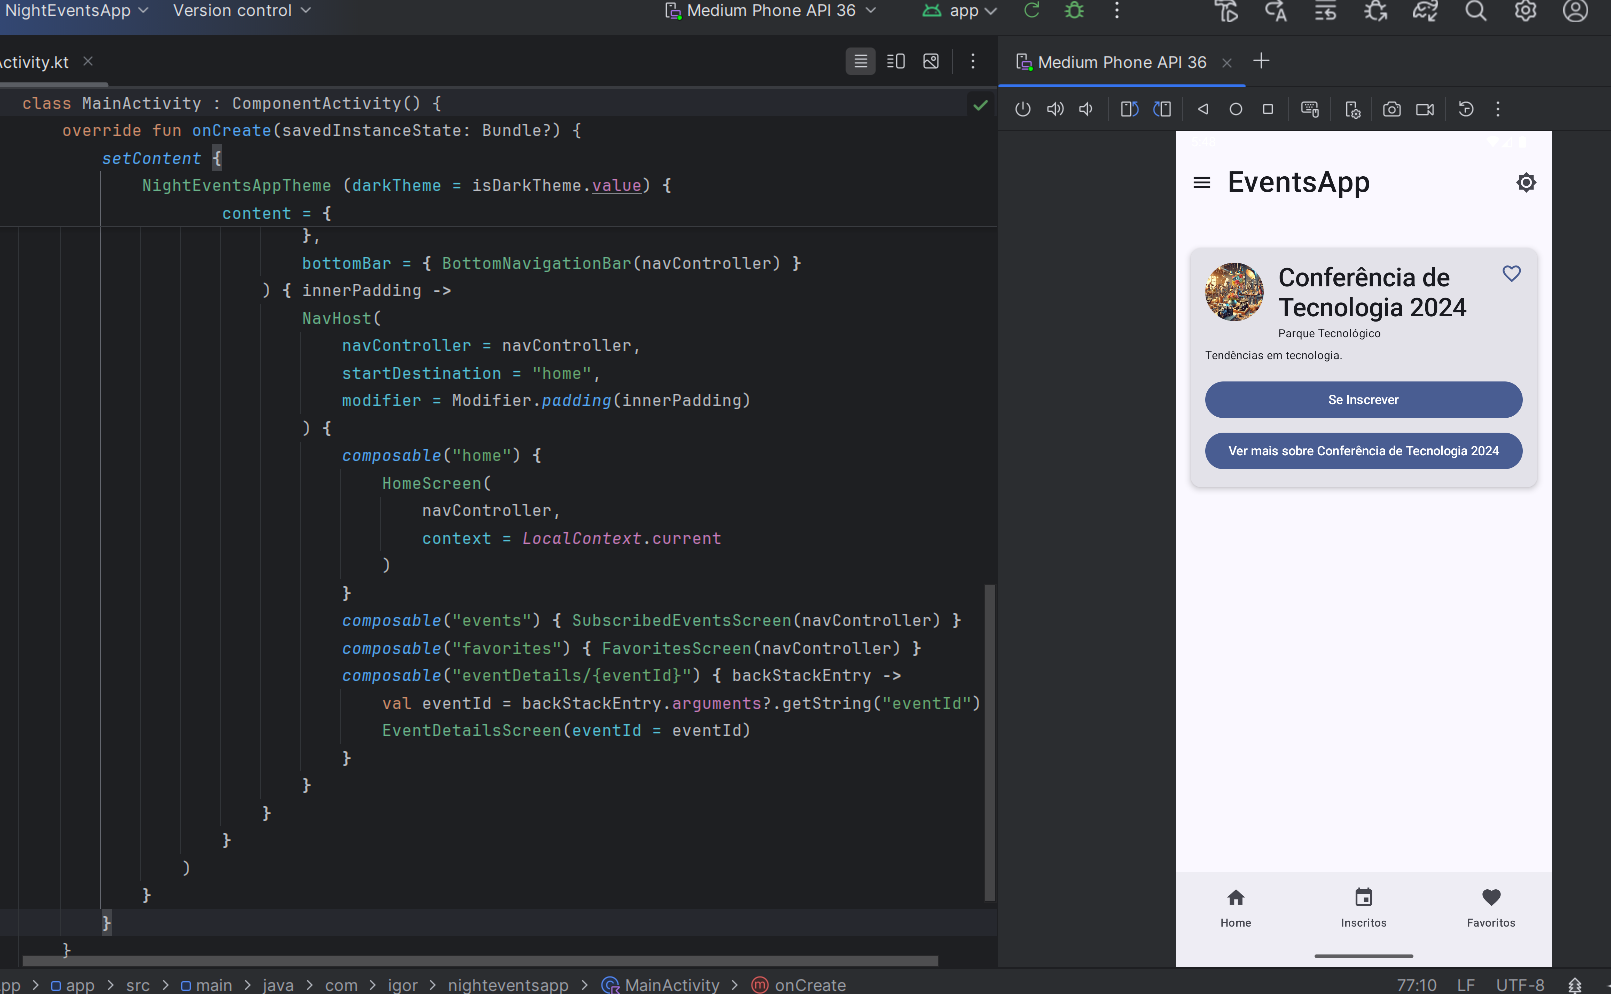 NightEventsApp
Version control
Medium Phone API 36
app
ctivity.kt
Medium Phone API 36
class MainActivity : ComponentActivity() {
override fun onCreate(savedInstanceState: Bundle?) {
setContent {
NightEventsAppTheme (darkTheme = isDarkTheme.value) {
content = {
},
bottomBar = { BottomNavigationBar(navController) }
) { innerPadding ->
NavHost(
navController = navController,
startDestination = "home",
modifier = Modifier.padding(innerPadding)
) {
composable("home") {
HomeScreen(
navController,
context = LocalContext.current
)
}
composable("events") { SubscribedEventsScreen(navController) }
composable("favorites") { FavoritesScreen(navController) }
composable("eventDetails/{eventId}") { backStackEntry ->
val eventId = backStackEntry.arguments?.getString("eventId")
EventDetailsScreen(eventId = eventId)
}
}
}
}
)
}
}
}
EventsApp
Conferência de
Tecnologia 2024
Parque Tecnológico
Tendências em tecnologia.
Se Inscrever
Ver mais sobre Conferência de Tecnologia 2024
Home
Inscritos
Favoritos
pp > app > src > main > java > com > igor > nighteventsapp > MainActivity > onCreate
77:10 LF UTF-8